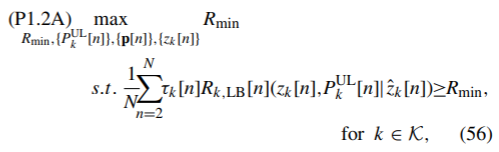 (P1.2A) max R_min
R_min,{P_k^UL[n]},{p[n]},{z_k[n]}
s.t. 1/N ∑_{n=2}^{N} τ_k[n]R_{k,LB}[n](z_k[n],P_k^UL[n]|ẑ_k[n])≥R_min,
for k ∈ 𝒦, (56)